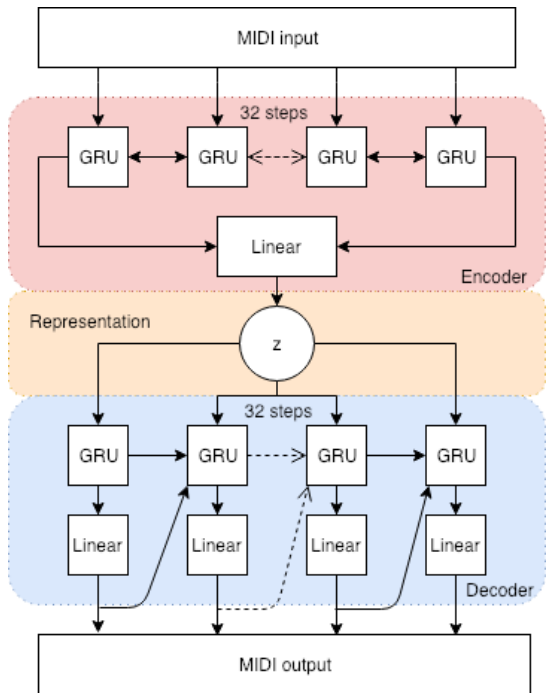 MIDI input
32 steps
GRU GRU GRU GRU
Linear
Encoder
Representation
z
32 steps
GRU GRU GRU GRU
Linear Linear Linear Linear
Decoder
MIDI output